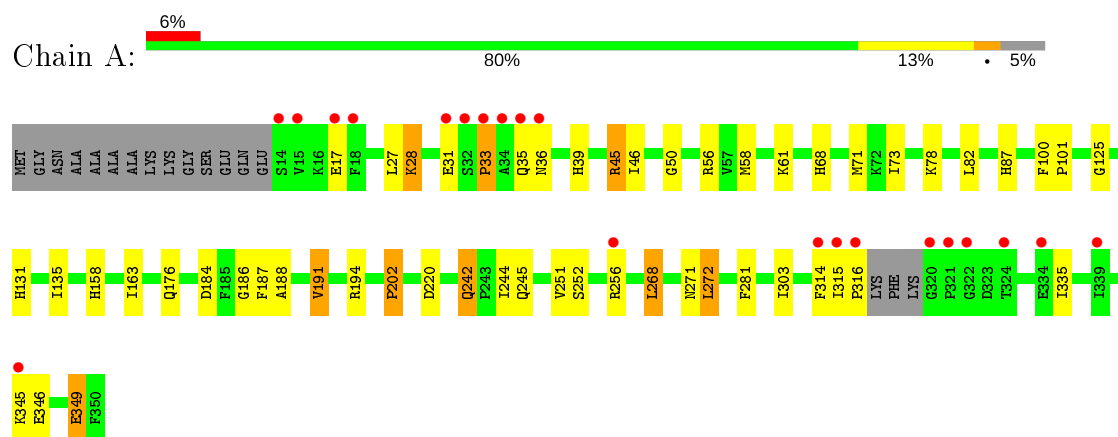 6%
Chain A:
80% 13% • 5%
MET GLY ASN ALA ALA ALA ALA LYS LYS GLY SER GLU GLN GLU S14 V15 K16 E17 F18 L27 K28 E31 S32 P33 A34 Q35 N36 H39 R45 I46 G50 R56 V57 M58 K61 H68 M71 K72 I73 K78 L82 H87 F100 P101 G125
H131 I135 H158 I163 Q176 D184 F185 G186 F187 A188 V191 R194 P202 D220 Q242 P243 I244 Q245 V251 S252 R256 L268 N271 L272 F281 I303 F314 I315 P316 LYS PHE LYS G320 P321 G322 D323 T324 E334 I335 I339
K345 E346 E349 F350